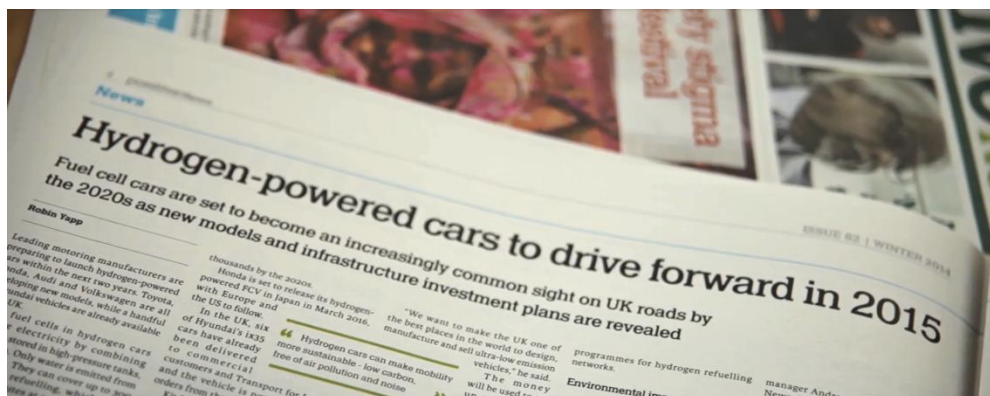 ry stigma
festival
positive News
News
ISSUE 62 | WINTER 2014
Hydrogen-powered cars to drive forward in 2015
Fuel cell cars are set to become an increasingly common sight on UK roads by
the 2020s as new models and infrastructure investment plans are revealed
Robin Yapp
Leading motoring manufacturers are
preparing to launch hydrogen-powered
ars within the next two years. Toyota,
onda, Audi and Volkswagen are all
eloping new models, while a handful
undai vehicles are already available
UK.
fuel cells in hydrogen cars
electricity by combining
stored in high-pressure tanks.
Only water is emitted from
They can cover up to
refuelling, which
thousands by the 2020s.
Honda is set to release its hydrogen-
powered FCV in Japan in March 2016,
with Europe and
the US to follow.
In the UK, six
of Hyundai's ix35
cars have already
been delivered
to commercial
customers and Transport for
and the vehicle is
orders from the
“ Hydrogen cars can make mobility
more sustainable - low carbon,
free of air pollution and noise
"We want to make the UK one of
the best places in the world to design,
manufacture and sell ultra-low emission
vehicles," he said.
The money
will be used
programmes for hydrogen refuelling
networks.
Environmental
manager